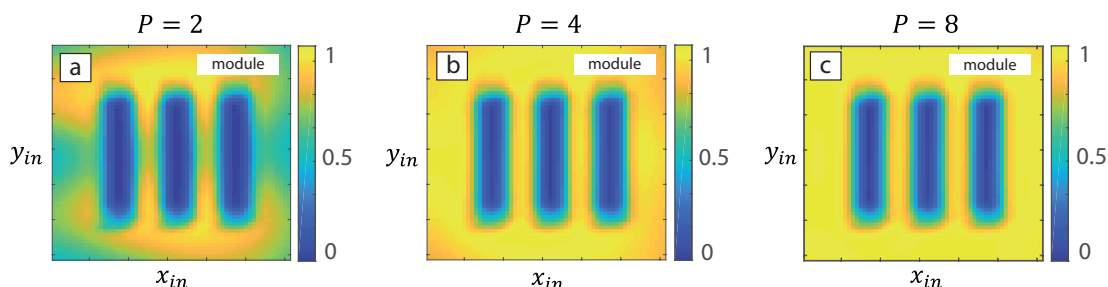 P = 2
P = 4
P = 8
a
module
1
0.5
0
b
module
1
0.5
0
c
module
1
0.5
0
y_in
y_in
y_in
x_in
x_in
x_in